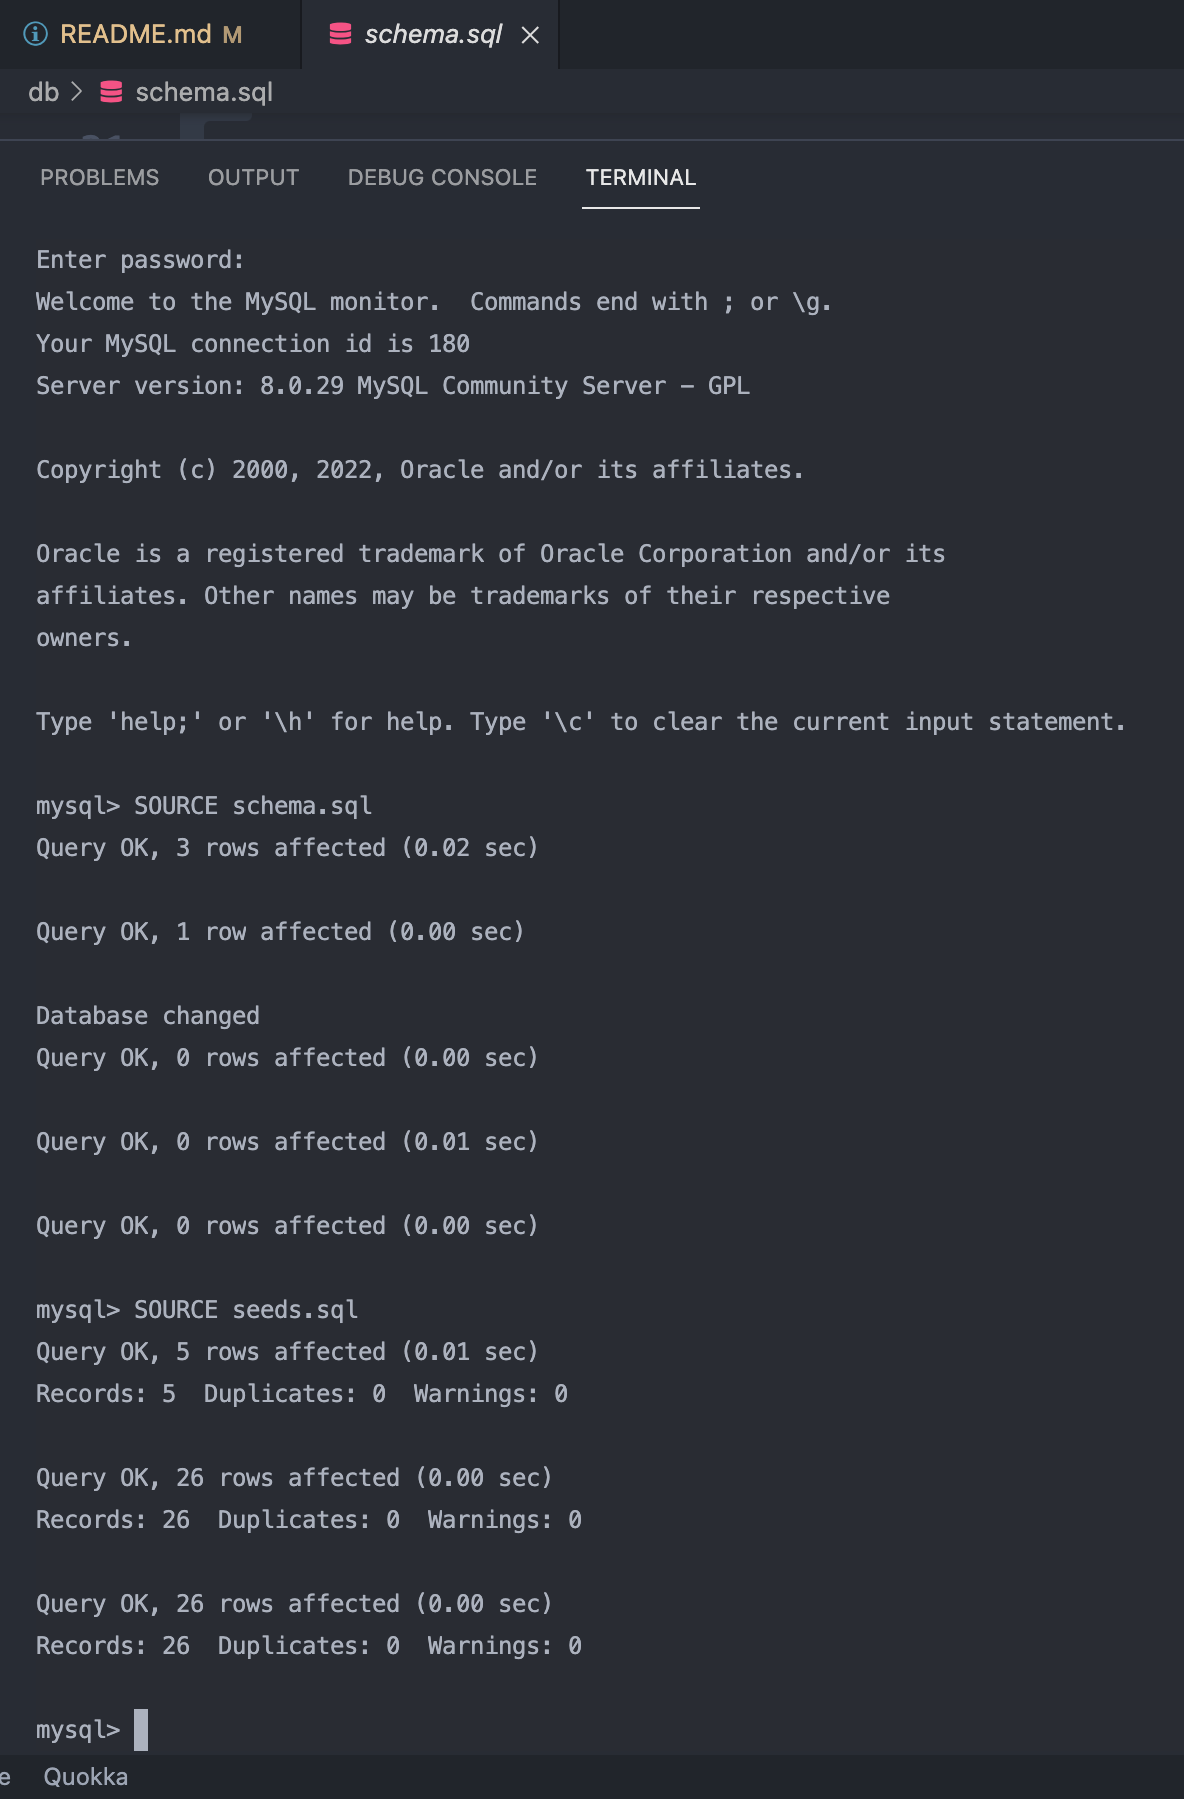 README.md M
schema.sql
db > schema.sql
PROBLEMS OUTPUT DEBUG CONSOLE TERMINAL
Enter password:
Welcome to the MySQL monitor.  Commands end with ; or \g.
Your MySQL connection id is 180
Server version: 8.0.29 MySQL Community Server - GPL
Copyright (c) 2000, 2022, Oracle and/or its affiliates.
Oracle is a registered trademark of Oracle Corporation and/or its
affiliates. Other names may be trademarks of their respective
owners.
Type 'help;' or '\h' for help. Type '\c' to clear the current input statement.
mysql> SOURCE schema.sql
Query OK, 3 rows affected (0.02 sec)
Query OK, 1 row affected (0.00 sec)
Database changed
Query OK, 0 rows affected (0.00 sec)
Query OK, 0 rows affected (0.01 sec)
Query OK, 0 rows affected (0.00 sec)
mysql> SOURCE seeds.sql
Query OK, 5 rows affected (0.01 sec)
Records: 5  Duplicates: 0  Warnings: 0
Query OK, 26 rows affected (0.00 sec)
Records: 26  Duplicates: 0  Warnings: 0
Query OK, 26 rows affected (0.00 sec)
Records: 26  Duplicates: 0  Warnings: 0
mysql>
e Quokka